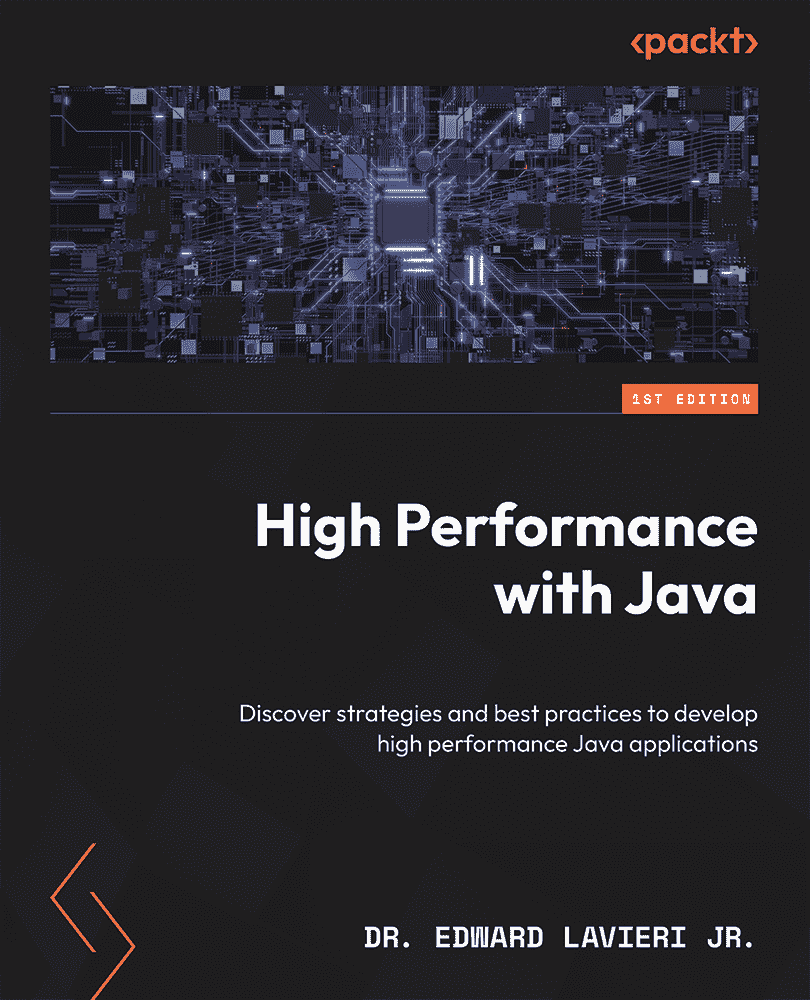 <packt>
1ST EDITION
High Performance
with Java
Discover strategies and best practices to develop
high performance Java applications
DR. EDWARD LAVIERI JR.